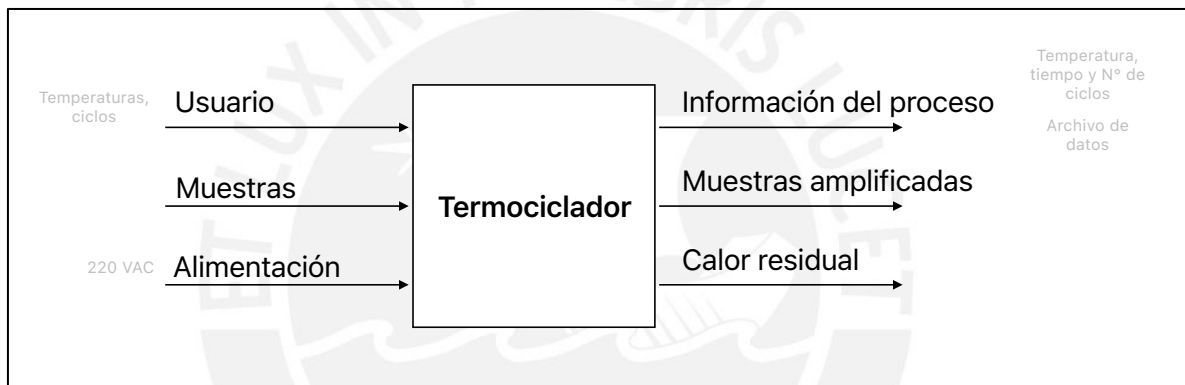 Temperaturas,
ciclos
Usuario
Muestras
220 VAC Alimentación
Termociclador
Información del proceso
Muestras amplificadas
Calor residual
Temperatura,
tiempo y N° de
ciclos
Archivo de
datos